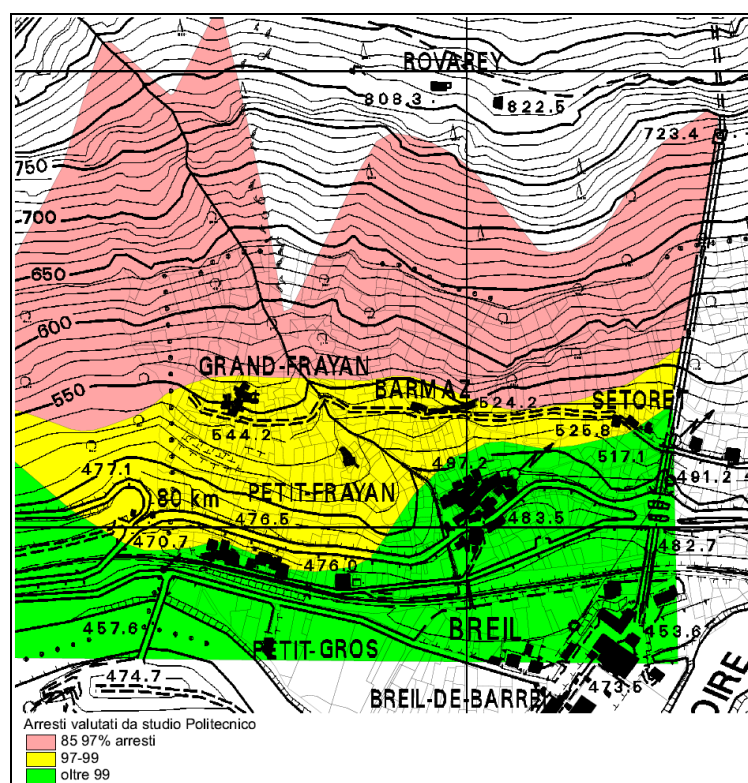 ROVAREY
808.3
822.5
723.4
750
700
650
600
GRAND-FRAYAN
550
BARMAZ
524.2
SETORE
544.2
525.8
477.1
497.2
517.1
491.2
80 km
PETIT-FRAYAN
476.5
483.5
470.7
482.7
476.0
457.6
BREIL
453.6
PETIT-GROS
474.7
473.5
BREIL-DE-BARRE
OIRE
Arresti valutati da studio Politecnico
85 97% arresti
97-99
oltre 99